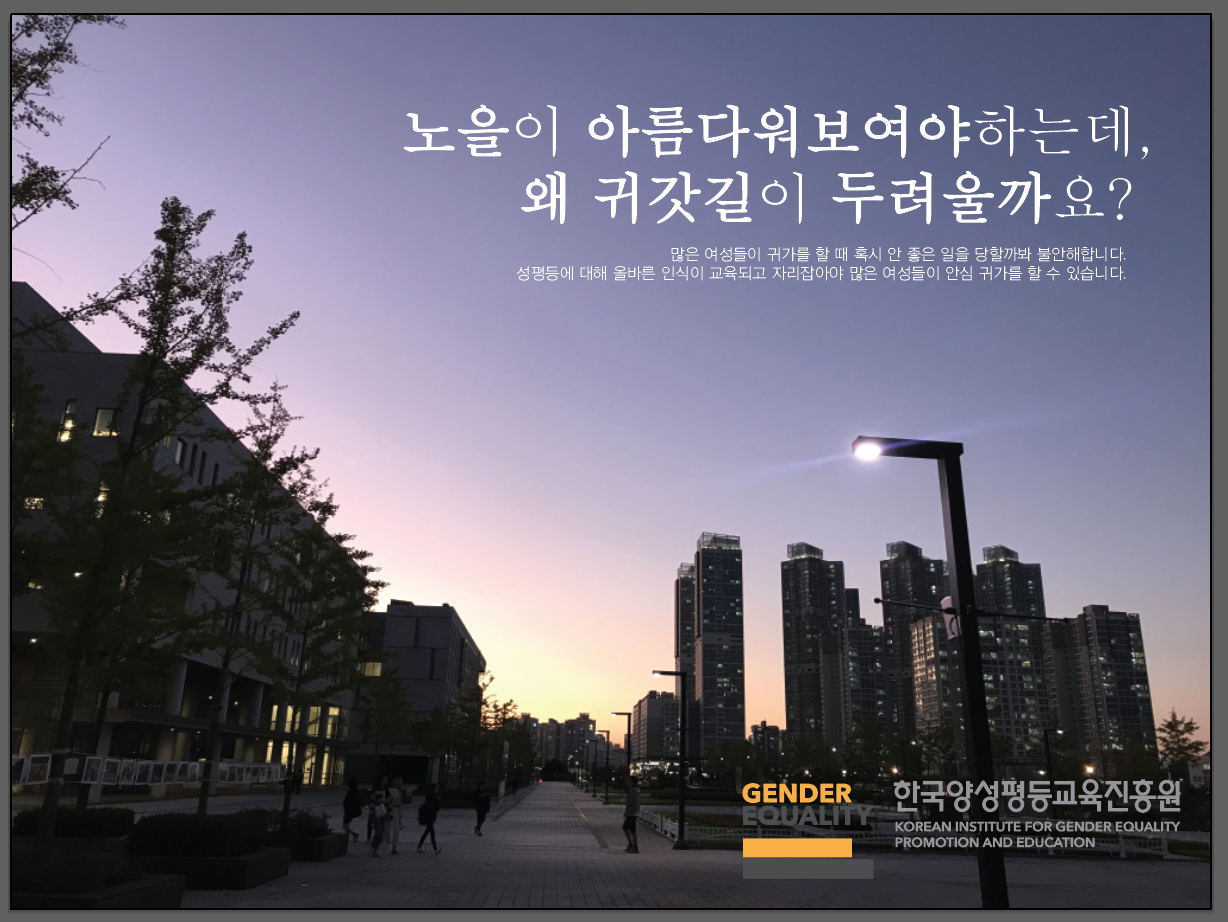 노을이 아름다워보여야하는데,
왜 귀갓길이 두려울까요?
많은 여성들이 귀가를 할 때 혹시 안 좋은 일을 당할까봐 불안해합니다.
성평등에 대해 올바른 인식이 교육되고 자리잡아야 많은 여성들이 안심 귀가를 할 수 있습니다.
GENDER
EQUALITY
한국양성평등교육진흥원
KOREAN INSTITUTE FOR GENDER EQUALITY
PROMOTION AND EDUCATION